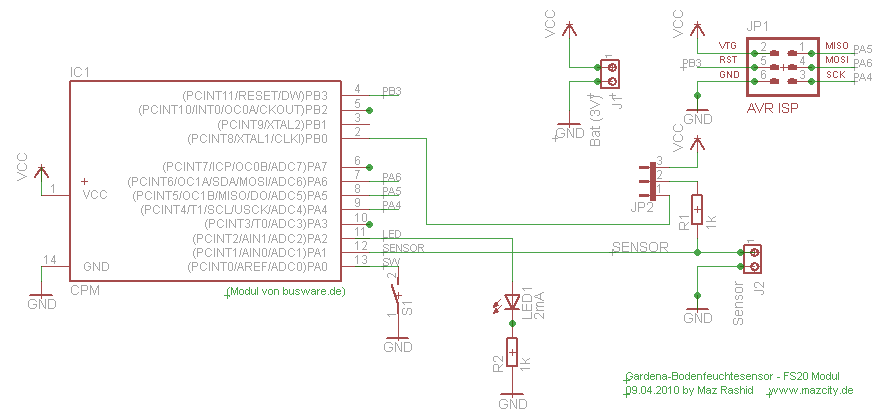 IC1
(PCINT11/RESET/DW)PB3 4 PB3
(PCINT10/INT0/OC0A/CKOUT)PB2 5
(PCINT9/XTAL2)PB1 3
(PCINT8/XTAL1/CLKI)PB0 2
(PCINT7/ICP/OC0B/ADC7)PA7 6
(PCINT6/OC1A/SDA/MOSI/ADC6)PA6 7 PA6
(PCINT5/OC1B/MISO/DO/ADC5)PA5 8 PA5
(PCINT4/T1/SCL/USCK/ADC4)PA4 9 PA4
(PCINT3/T0/ADC3)PA3 10
(PCINT2/AIN1/ADC2)PA2 11 LED
(PCINT1/AIN0/ADC1)PA1 12 SENSOR
(PCINT0/AREF/ADC0)PA0 13 SW
VCC
1 VCC
14 GND
GND
CPM
(Modul von busware.de)
2
1
S1
GND
LED1
2mA
R2
1k
GND
VCC
GND
1
J1
Bat (3V)
VCC
JP1
VTG 2 1 MISO PA5
PB3 RST 5 4 MOSI PA6
GND 6 3 SCK PA4
GND
AVR ISP
VCC
3
2
1
JP2
R1
1k
SENSOR
1
J2
Sensor
GND
Gardena-Bodenfeuchtesensor - FS20 Modul
09.04.2010 by Maz Rashid www.mazcity.de